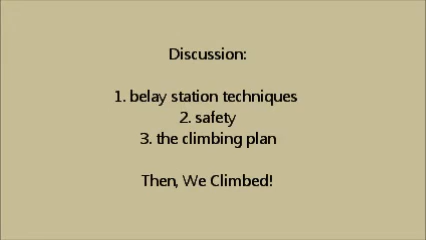 Discussion:
1. belay station techniques
2. safety
3. the climbing plan
Then, We Climbed!